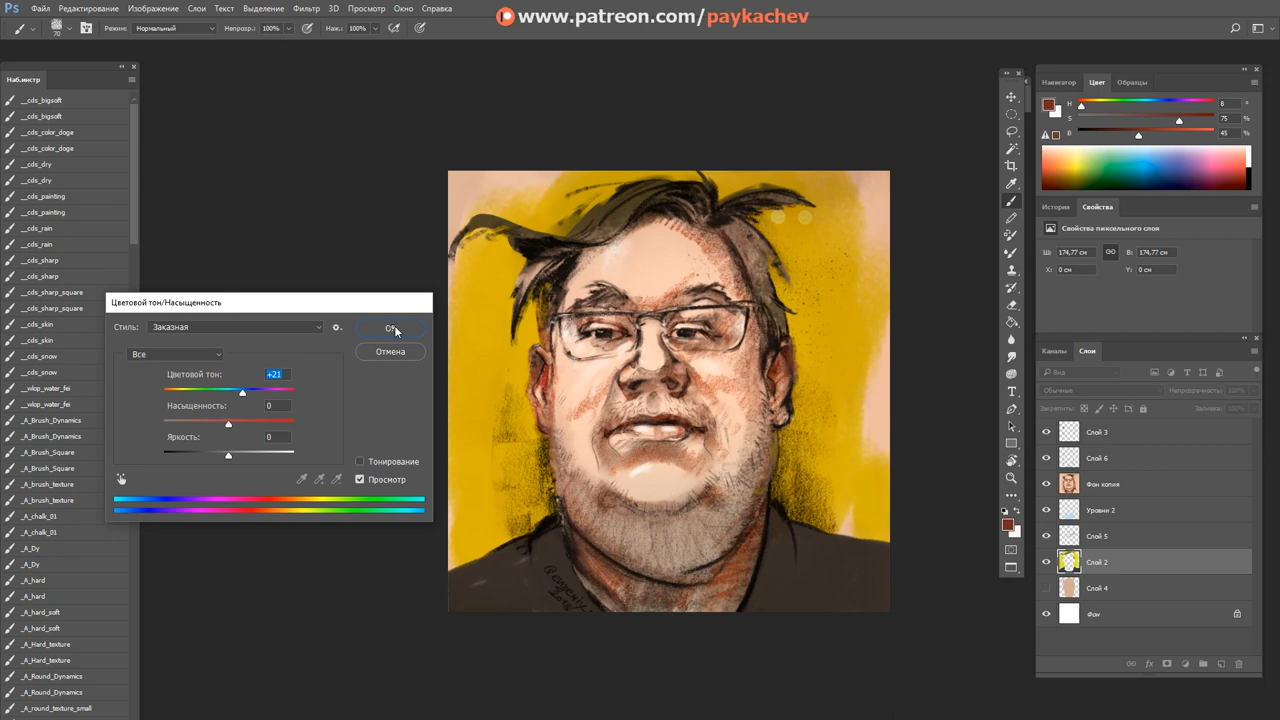 Ps Файл Редактирование Изображение Слои Текст Выделение Фильтр 3D Просмотр Окно Справка
www.patreon.com/paykachev
70 Режим: Нормальный Непрозр.: 100% Наж.: 100%
Наб.инстр
__cds_bigsoft
__cds_bigsoft
__cds_color_doge
__cds_color_doge
__cds_dry
__cds_dry
__cds_painting
__cds_painting
__cds_rain
__cds_rain
__cds_sharp
__cds_sharp
__cds_sharp_square
__cds_sharp_square
__cds_skin
__cds_skin
__cds_snow
__cds_snow
__wlop_water_fei
__wlop_water_fei
_A_Brush_Dynamics
_A_Brush_Dynamics
_A_Brush_Square
_A_Brush_Square
_A_brush_texture
_A_brush_texture
_A_chalk_01
_A_chalk_01
_A_Dy
_A_Dy
_A_hard
_A_hard
_A_hard_soft
_A_hard_soft
_A_Hard_texture
_A_Hard_texture
_A_Round_Dynamics
_A_Round_Dynamics
_A_round_texture_small
Цветовой тон/Насыщенность
Стиль: Заказная
Отмена
Все
Цветовой тон: +21
Насыщенность: 0
Яркость: 0
Тонирование
Просмотр
2018
Навигатор Цвет Образцы
H 8 °
S 75 %
B 45 %
История Свойства
Свойства пиксельного слоя
Ш: 174,77 см В: 174,77 см
X: 0 см Y: 0 см
Каналы Слои
Вид
Обычные Непрозрачность: 100%
Закрепить: Заливка: 100%
Слой 3
Слой 6
Фон копия
Уровни 2
Слой 5
Слой 2
Слой 4
Фон